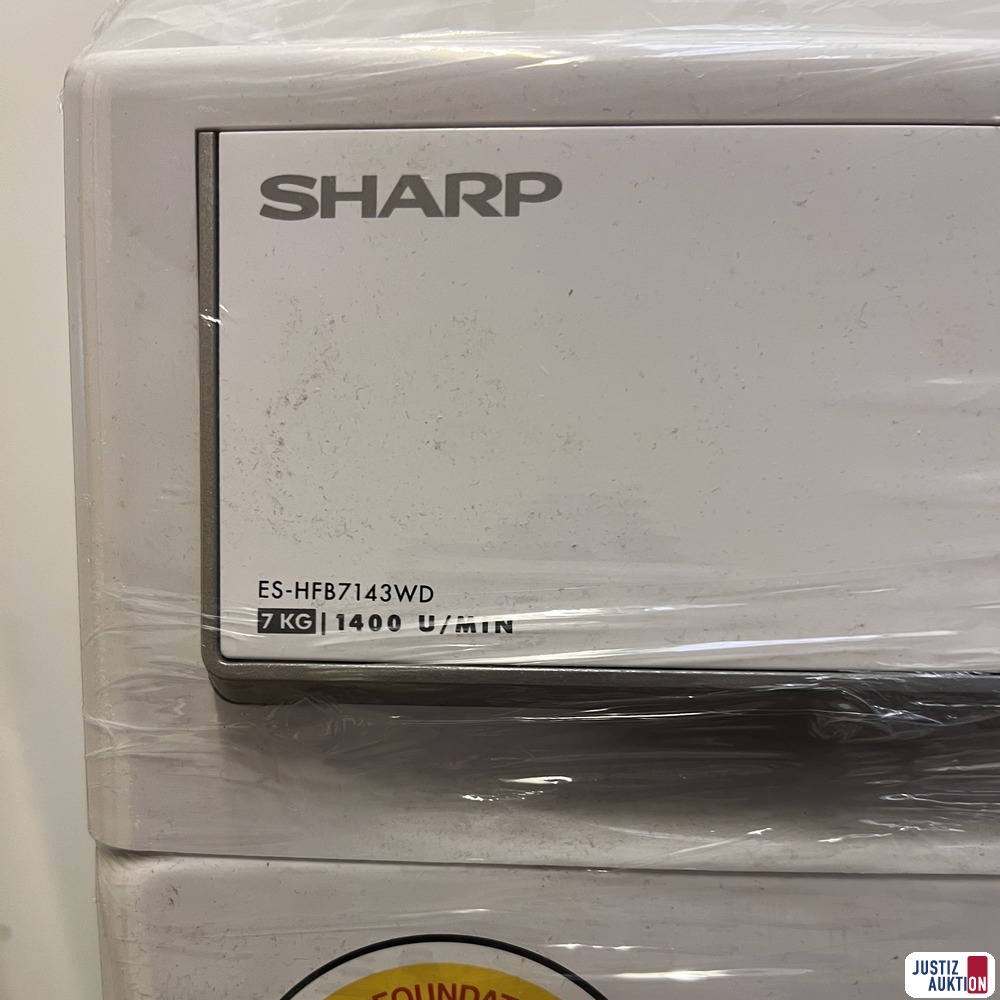 SHARP
ES-HFB7143WD
7 KG | 1400 U/MIN
JUSTIZ
AUKTION